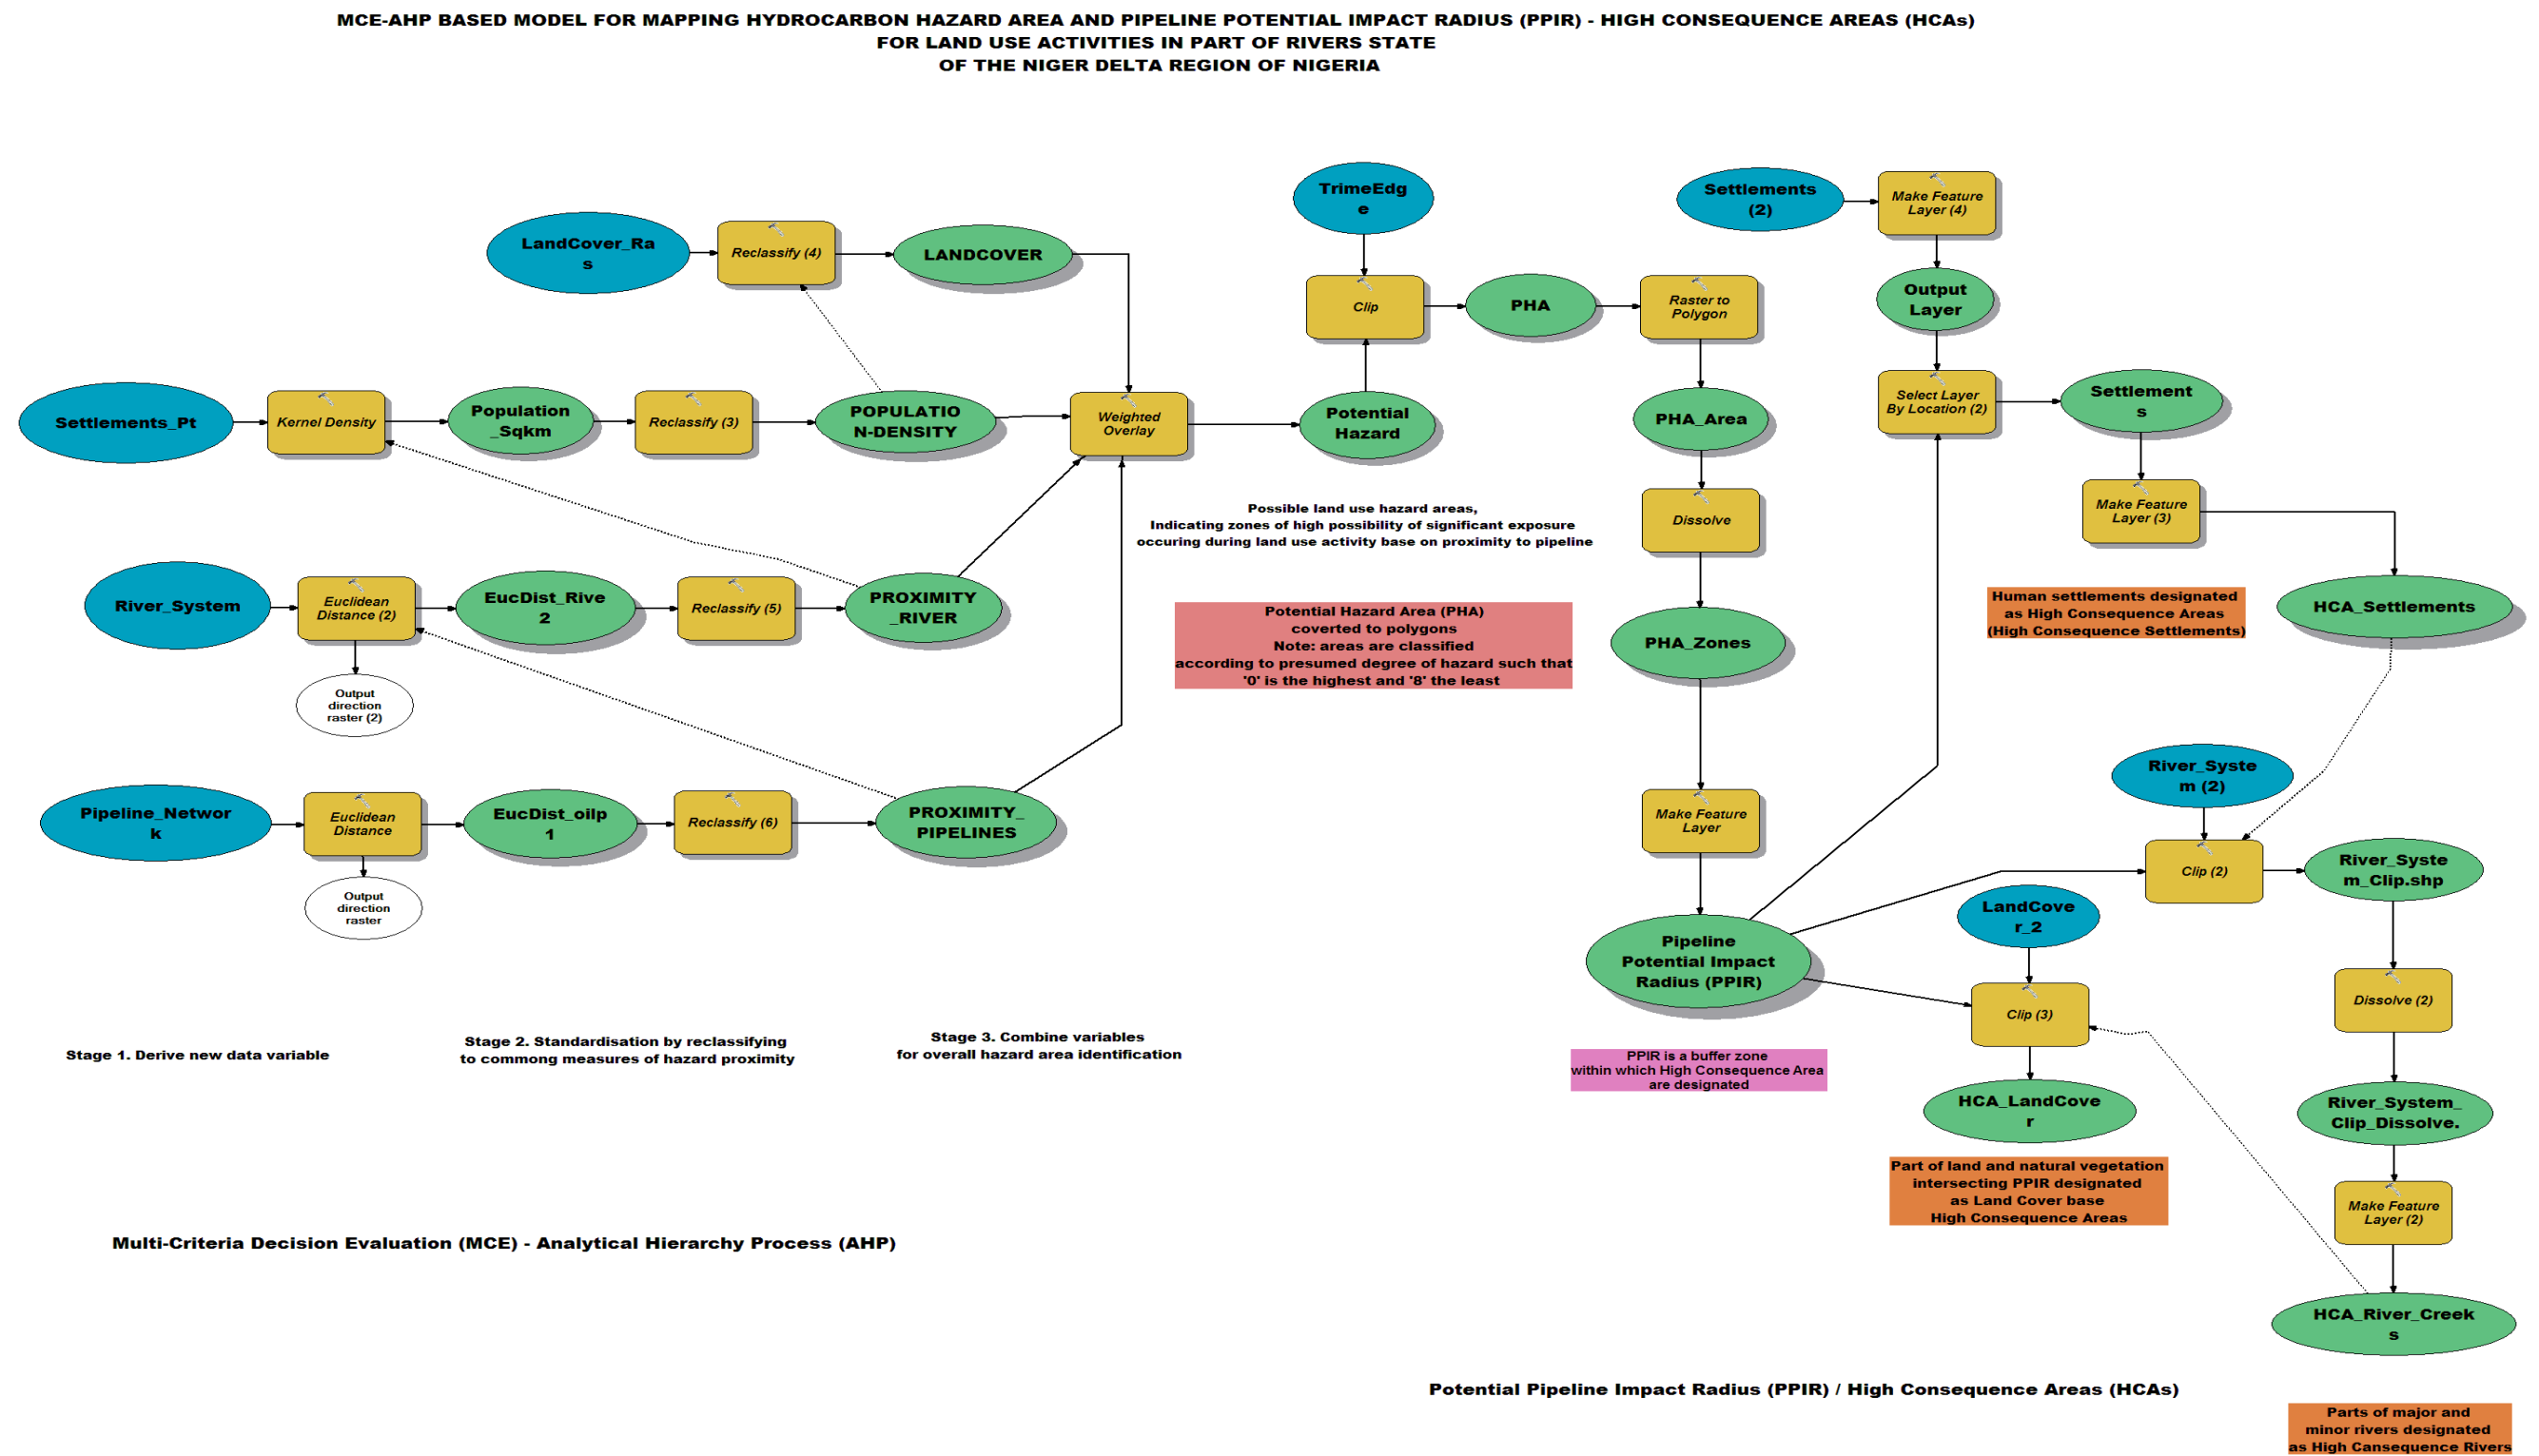 MCE-AHP BASED MODEL FOR MAPPING HYDROCARBON HAZARD AREA AND PIPELINE POTENTIAL IMPACT RADIUS (PPIR) - HIGH CONSEQUENCE AREAS (HCAs)
FOR LAND USE ACTIVITIES IN PART OF RIVERS STATE
OF THE NIGER DELTA REGION OF NIGERIA
LandCover_Ra
s
Reclassify (4)
LANDCOVER
Settlements_Pt
Kernel Density
Population
_Sqkm
Reclassify (3)
POPULATIO
N-DENSITY
Weighted
Overlay
River_System
Euclidean
Distance (2)
EucDist_Rive
2
Reclassify (5)
PROXIMITY
_RIVER
Output
direction
raster (2)
Pipeline_Networ
k
Euclidean
Distance
EucDist_oilp
1
Reclassify (6)
PROXIMITY_
PIPELINES
Output
direction
raster
Stage 1. Derive new data variable
Stage 2. Standardisation by reclassifying
to commong measures of hazard proximity
Stage 3. Combine variables
for overall hazard area identification
Multi-Criteria Decision Evaluation (MCE) - Analytical Hierarchy Process (AHP)
TrimeEdg
e
Clip
Potential
Hazard
PHA
Raster to
Polygon
PHA_Area
Dissolve
PHA_Zones
Make Feature
Layer
Pipeline
Potential Impact
Radius (PPIR)
Possible land use hazard areas,
Indicating zones of high possibility of significant exposure
occuring during land use activity base on proximity to pipeline
Potential Hazard Area (PHA)
coverted to polygons
Note: areas are classified
according to presumed degree of hazard such that
'0' is the highest and '8' the least
PPIR is a buffer zone
within which High Consequence Area
are designated
Settlements
(2)
Make Feature
Layer (4)
Output
Layer
Select Layer
By Location (2)
Settlement
s
Make Feature
Layer (3)
HCA_Settlements
Human settlements designated
as High Consequence Areas
(High Consequence Settlements)
River_Syste
m (2)
Clip (2)
River_Syste
m_Clip.shp
LandCove
r_2
Clip (3)
HCA_LandCove
r
Part of land and natural vegetation
intersecting PPIR designated
as Land Cover base
High Consequence Areas
Dissolve (2)
River_System_
Clip_Dissolve.
Make Feature
Layer (2)
HCA_River_Creek
s
Potential Pipeline Impact Radius (PPIR) / High Consequence Areas (HCAs)
Parts of major and
minor rivers designated
as High Cansequence Rivers